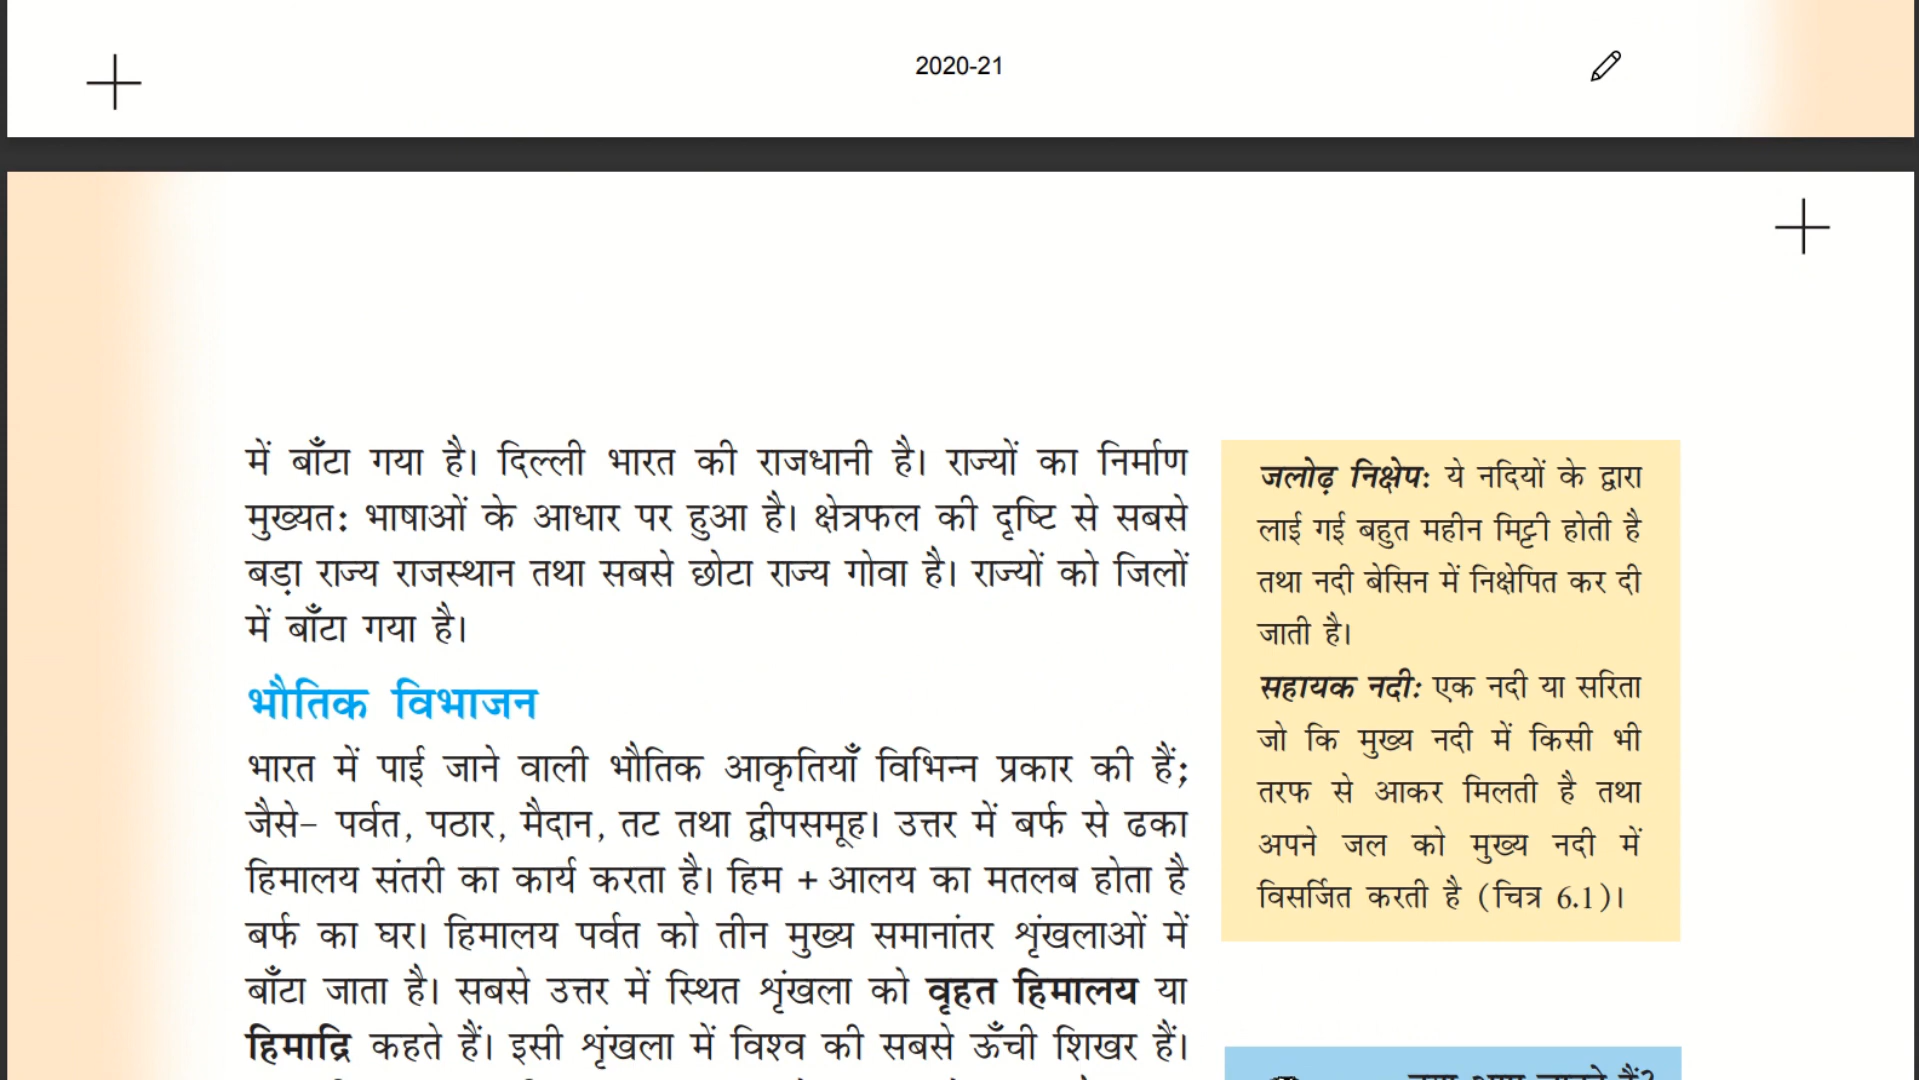 2020-21
में बाँटा गया है। दिल्ली भारत की राजधानी है। राज्यों का निर्माण
मुख्यत: भाषाओं के आधार पर हुआ है। क्षेत्रफल की दृष्टि से सबसे
बड़ा राज्य राजस्थान तथा सबसे छोटा राज्य गोवा है। राज्यों को जिलों
में बाँटा गया है।
भौतिक विभाजन
भारत में पाई जाने वाली भौतिक आकृतियाँ विभिन्न प्रकार की हैं;
जैसे– पर्वत, पठार, मैदान, तट तथा द्वीपसमूह। उत्तर में बर्फ से ढका
हिमालय संतरी का कार्य करता है। हिम + आलय का मतलब होता है
बर्फ का घर। हिमालय पर्वत को तीन मुख्य समानांतर शृंखलाओं में
बाँटा जाता है। सबसे उत्तर में स्थित शृंखला को वृहत हिमालय या
हिमाद्रि कहते हैं। इसी शृंखला में विश्व की सबसे ऊँची शिखर हैं।
जलोढ़ निक्षेप: ये नदियों के द्वारा
लाई गई बहुत महीन मिट्टी होती है
तथा नदी बेसिन में निक्षेपित कर दी
जाती है।
सहायक नदी: एक नदी या सरिता
जो कि मुख्य नदी में किसी भी
तरफ से आकर मिलती है तथा
अपने जल को मुख्य नदी में
विसर्जित करती है (चित्र 6.1)।